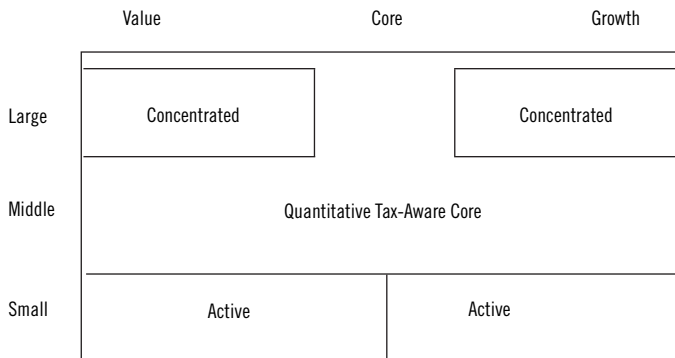 Value Core Growth
Large Concentrated Concentrated
Middle Quantitative Tax-Aware Core
Small Active Active